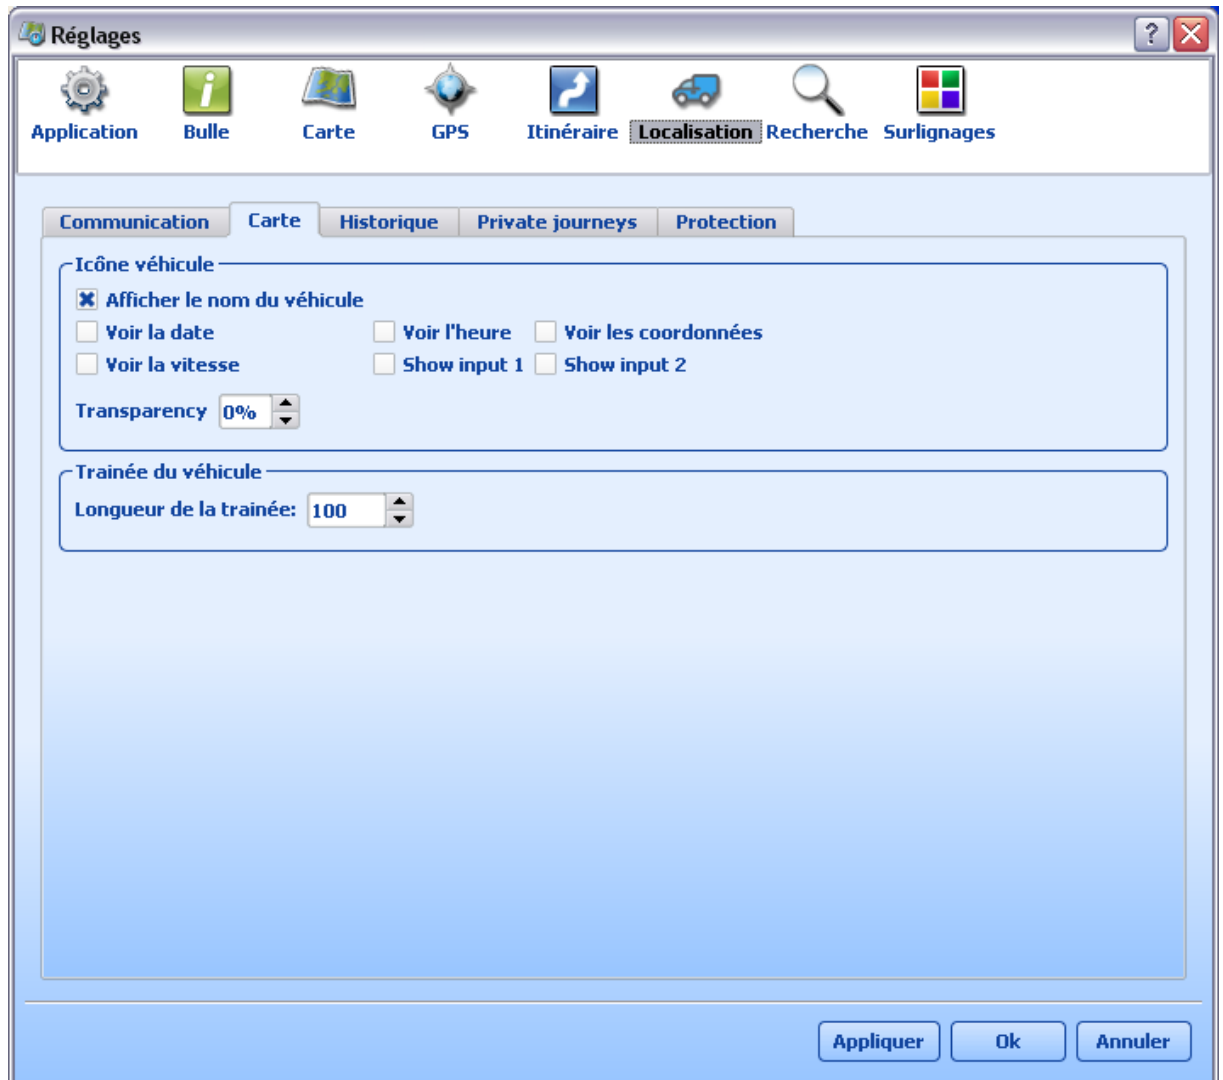 Réglages
Application Bulle Carte GPS Itinéraire Localisation Recherche Surlignages
Communication Carte Historique Private journeys Protection
Icône véhicule
Afficher le nom du véhicule
Voir la date Voir l'heure Voir les coordonnées
Voir la vitesse Show input 1 Show input 2
Transparency 0%
Trainée du véhicule
Longueur de la trainée: 100
Appliquer Ok Annuler